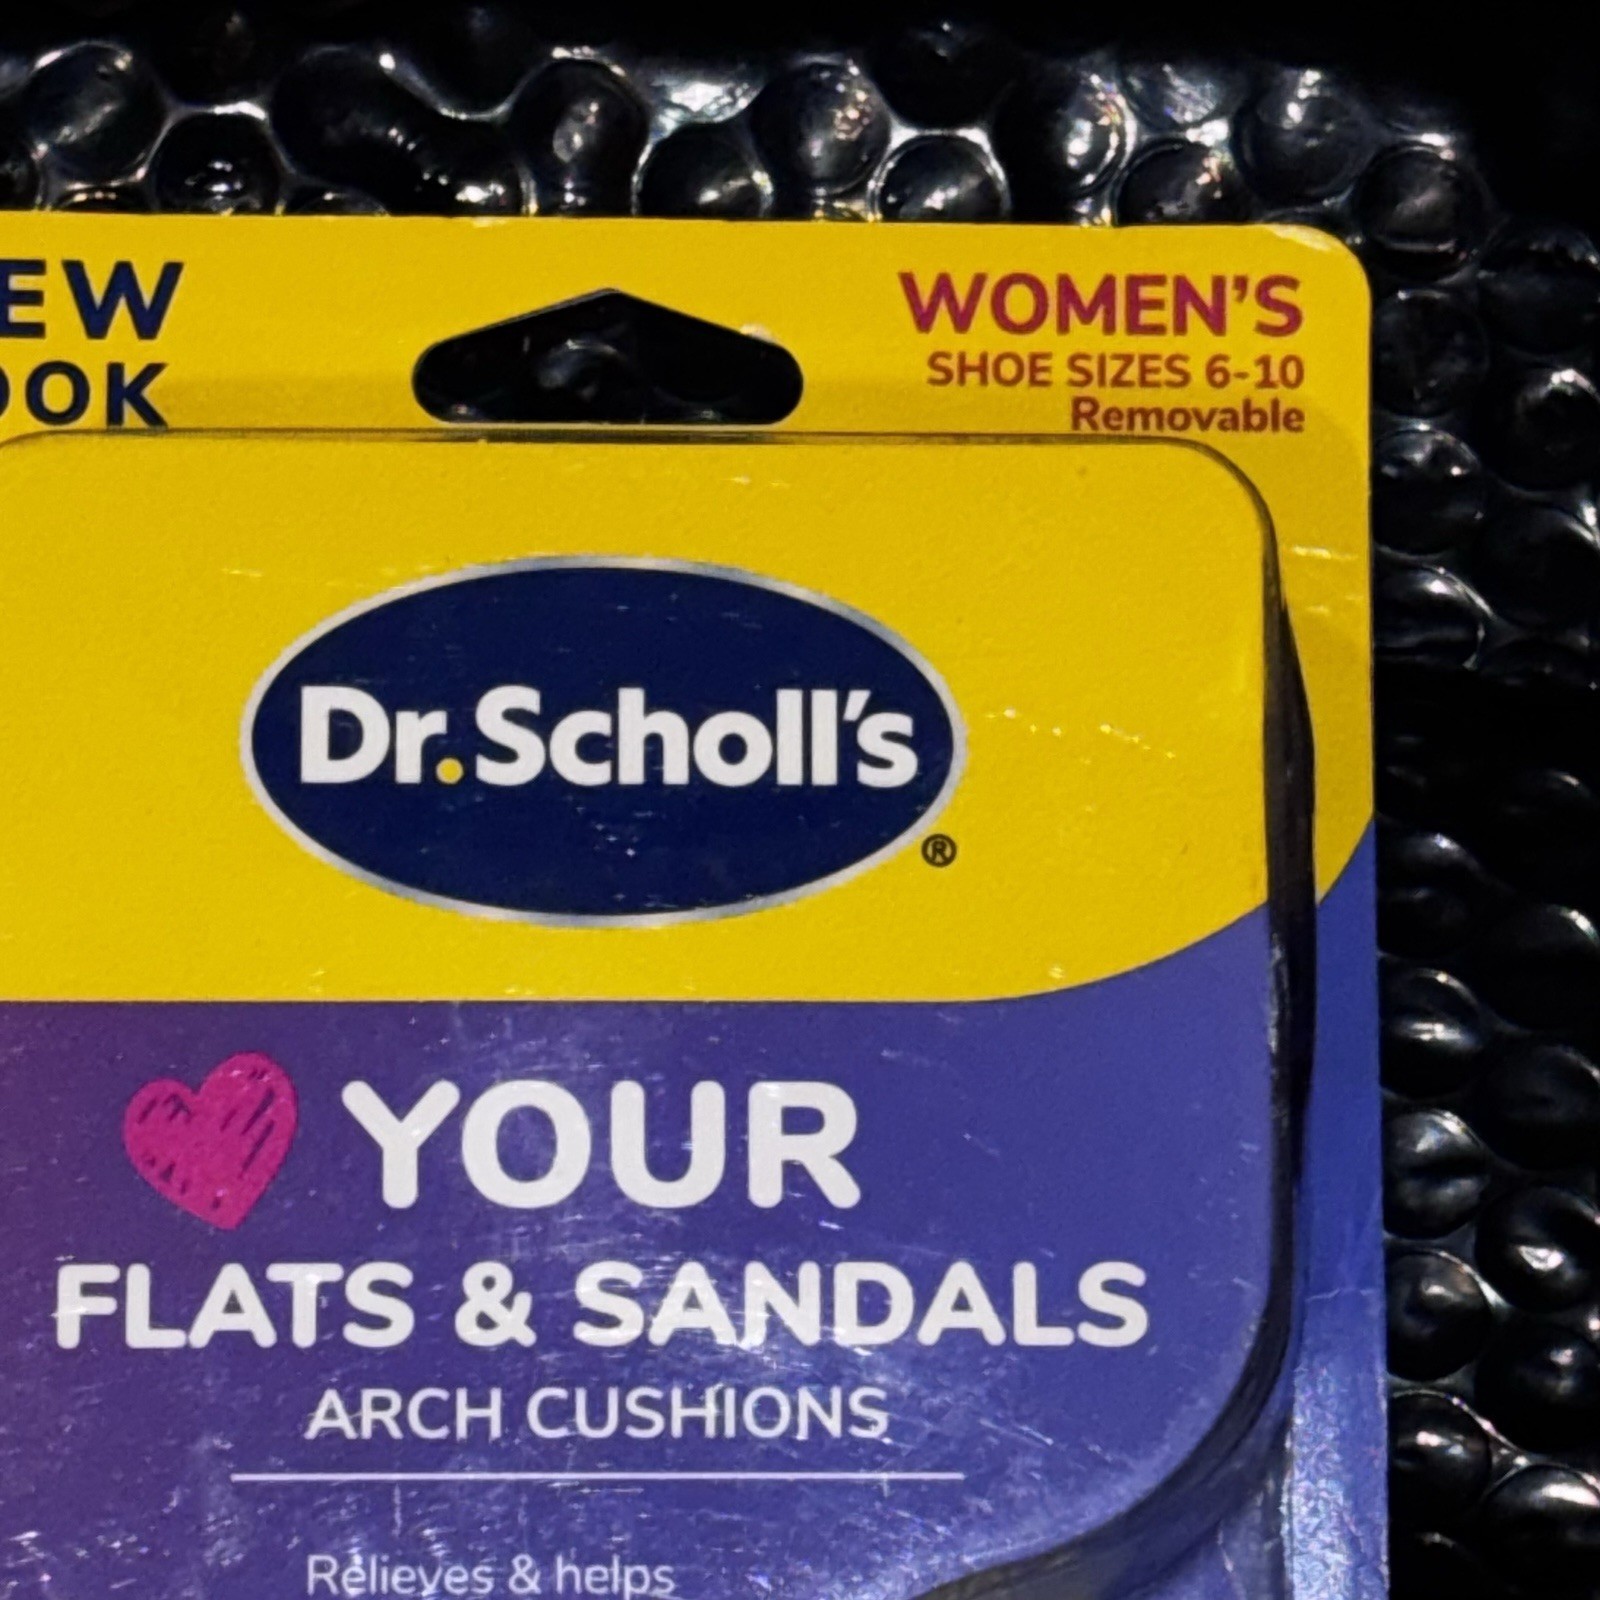 EW
OOK
WOMEN'S
SHOE SIZES 6-10
Removable
Dr.Scholl's
®
YOUR
FLATS & SANDALS
ARCH CUSHIONS
Relieves & helps